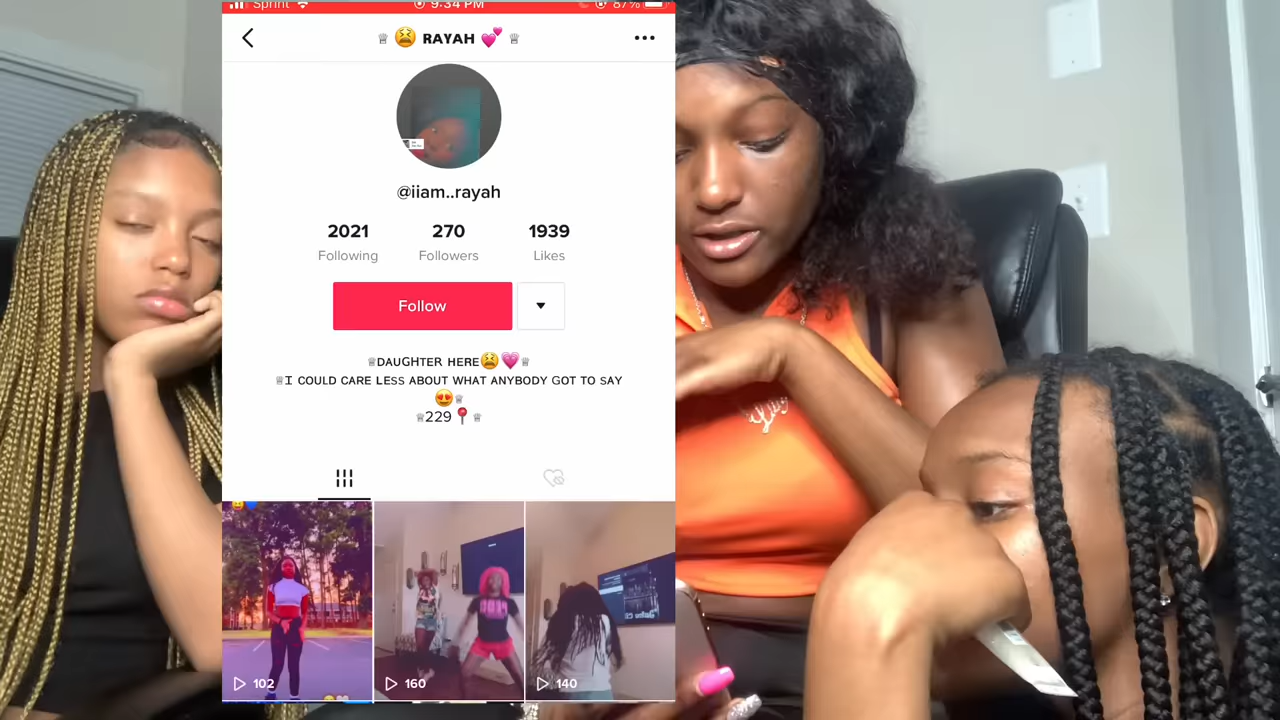 Sprint 9:34 PM 87%
♕ 😫 RAYAH 💕 ♕
@iiam..rayah
2021 270 1939
Following Followers Likes
Follow
♕DAUGHTER HERE😫💗♕
♕I COULD CARE LESS ABOUT WHAT ANYBODY GOT TO SAY
😍♕
♕229📍♕
102 160 140